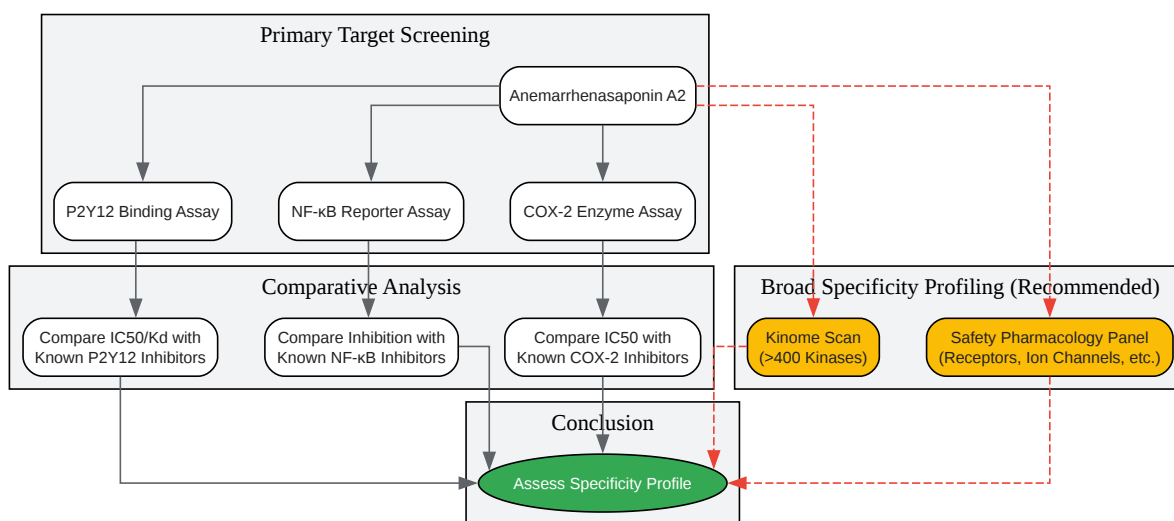 Primary Target Screening
Anemarrhenasaponin A2
P2Y12 Binding Assay
NF-κB Reporter Assay
COX-2 Enzyme Assay
Comparative Analysis
Broad Specificity Profiling (Recommended)
Compare IC50/Kd with
Known P2Y12 Inhibitors
Compare Inhibition with
Known NF-κB Inhibitors
Compare IC50 with
Known COX-2 Inhibitors
Kinome Scan
(>400 Kinases)
Safety Pharmacology Panel
(Receptors, Ion Channels, etc.)
Conclusion
Assess Specificity Profile